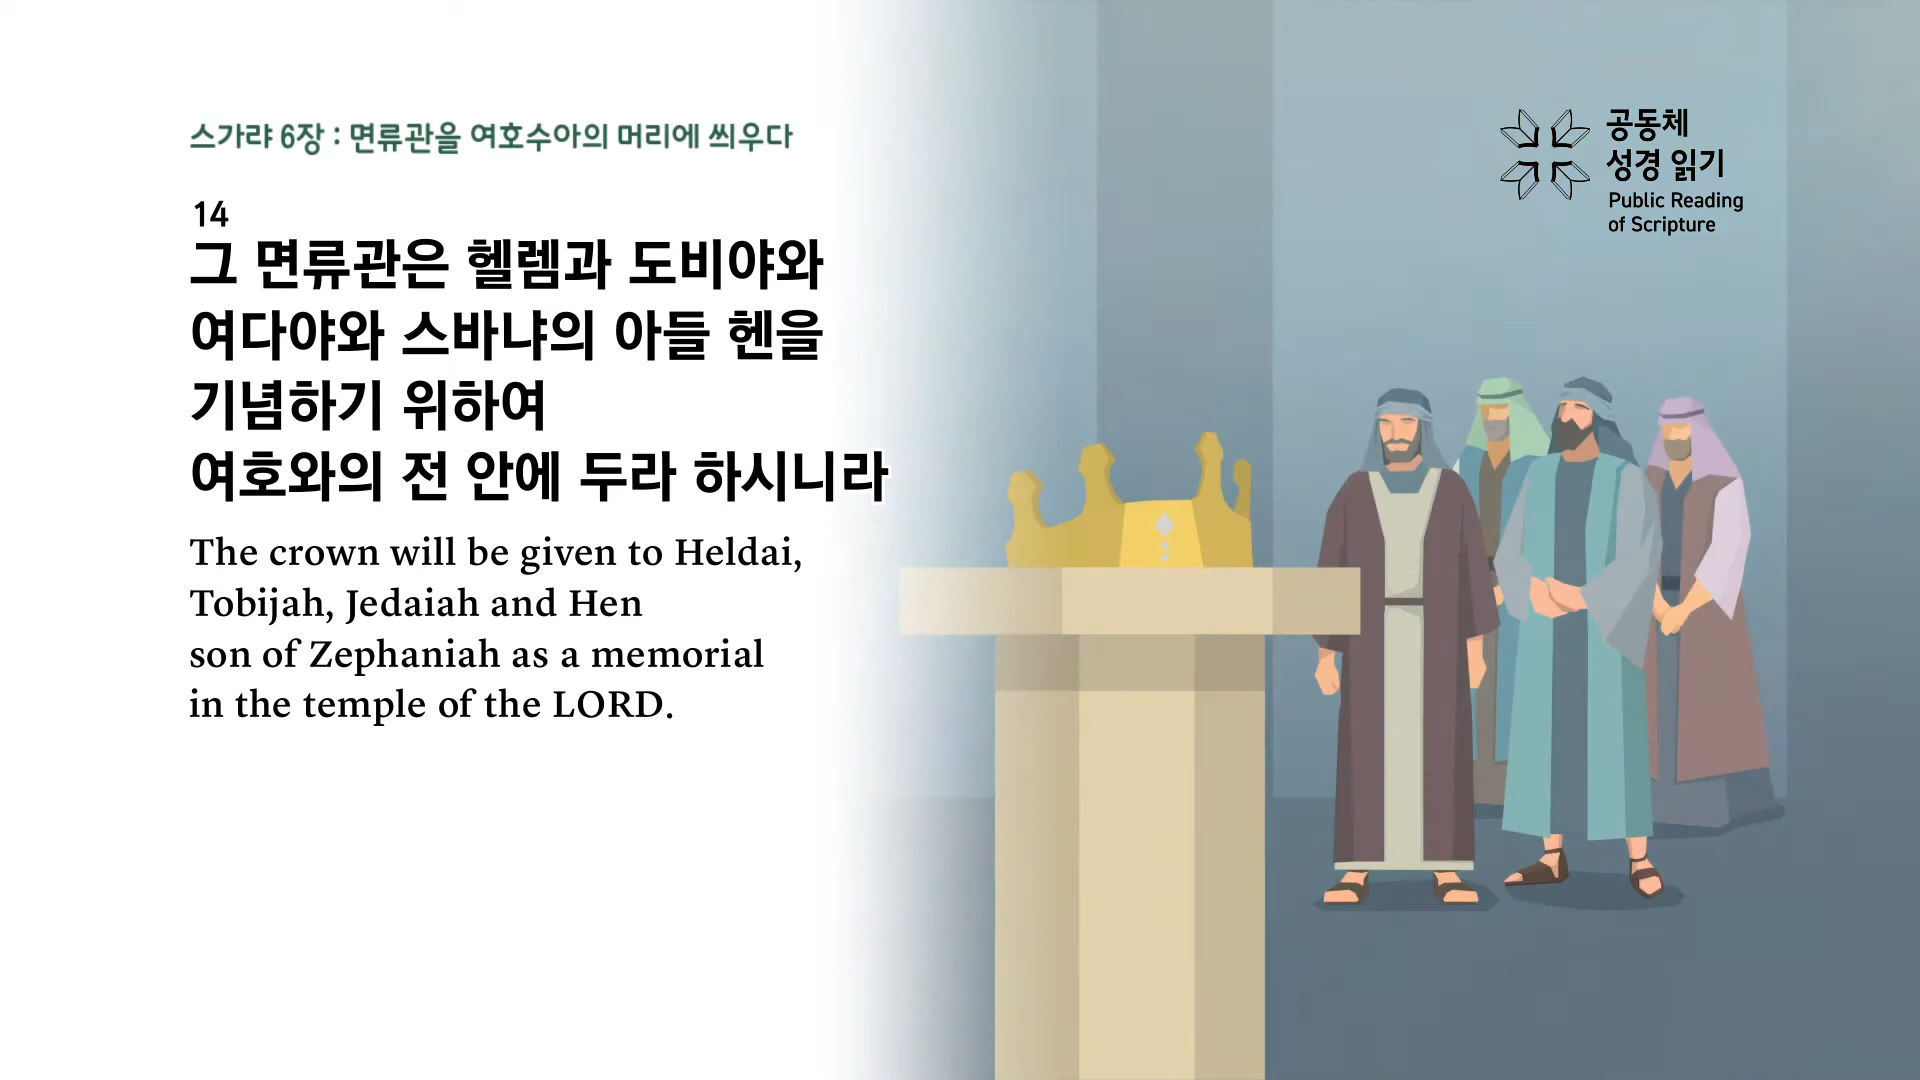 스가랴 6장 : 면류관을 여호수아의 머리에 씌우다
14
그 면류관은 헬렘과 도비야와
여다야와 스바냐의 아들 헨을
기념하기 위하여
여호와의 전 안에 두라 하시니라
The crown will be given to Heldai,
Tobijah, Jedaiah and Hen
son of Zephaniah as a memorial
in the temple of the LORD.
공동체
성경 읽기
Public Reading
of Scripture